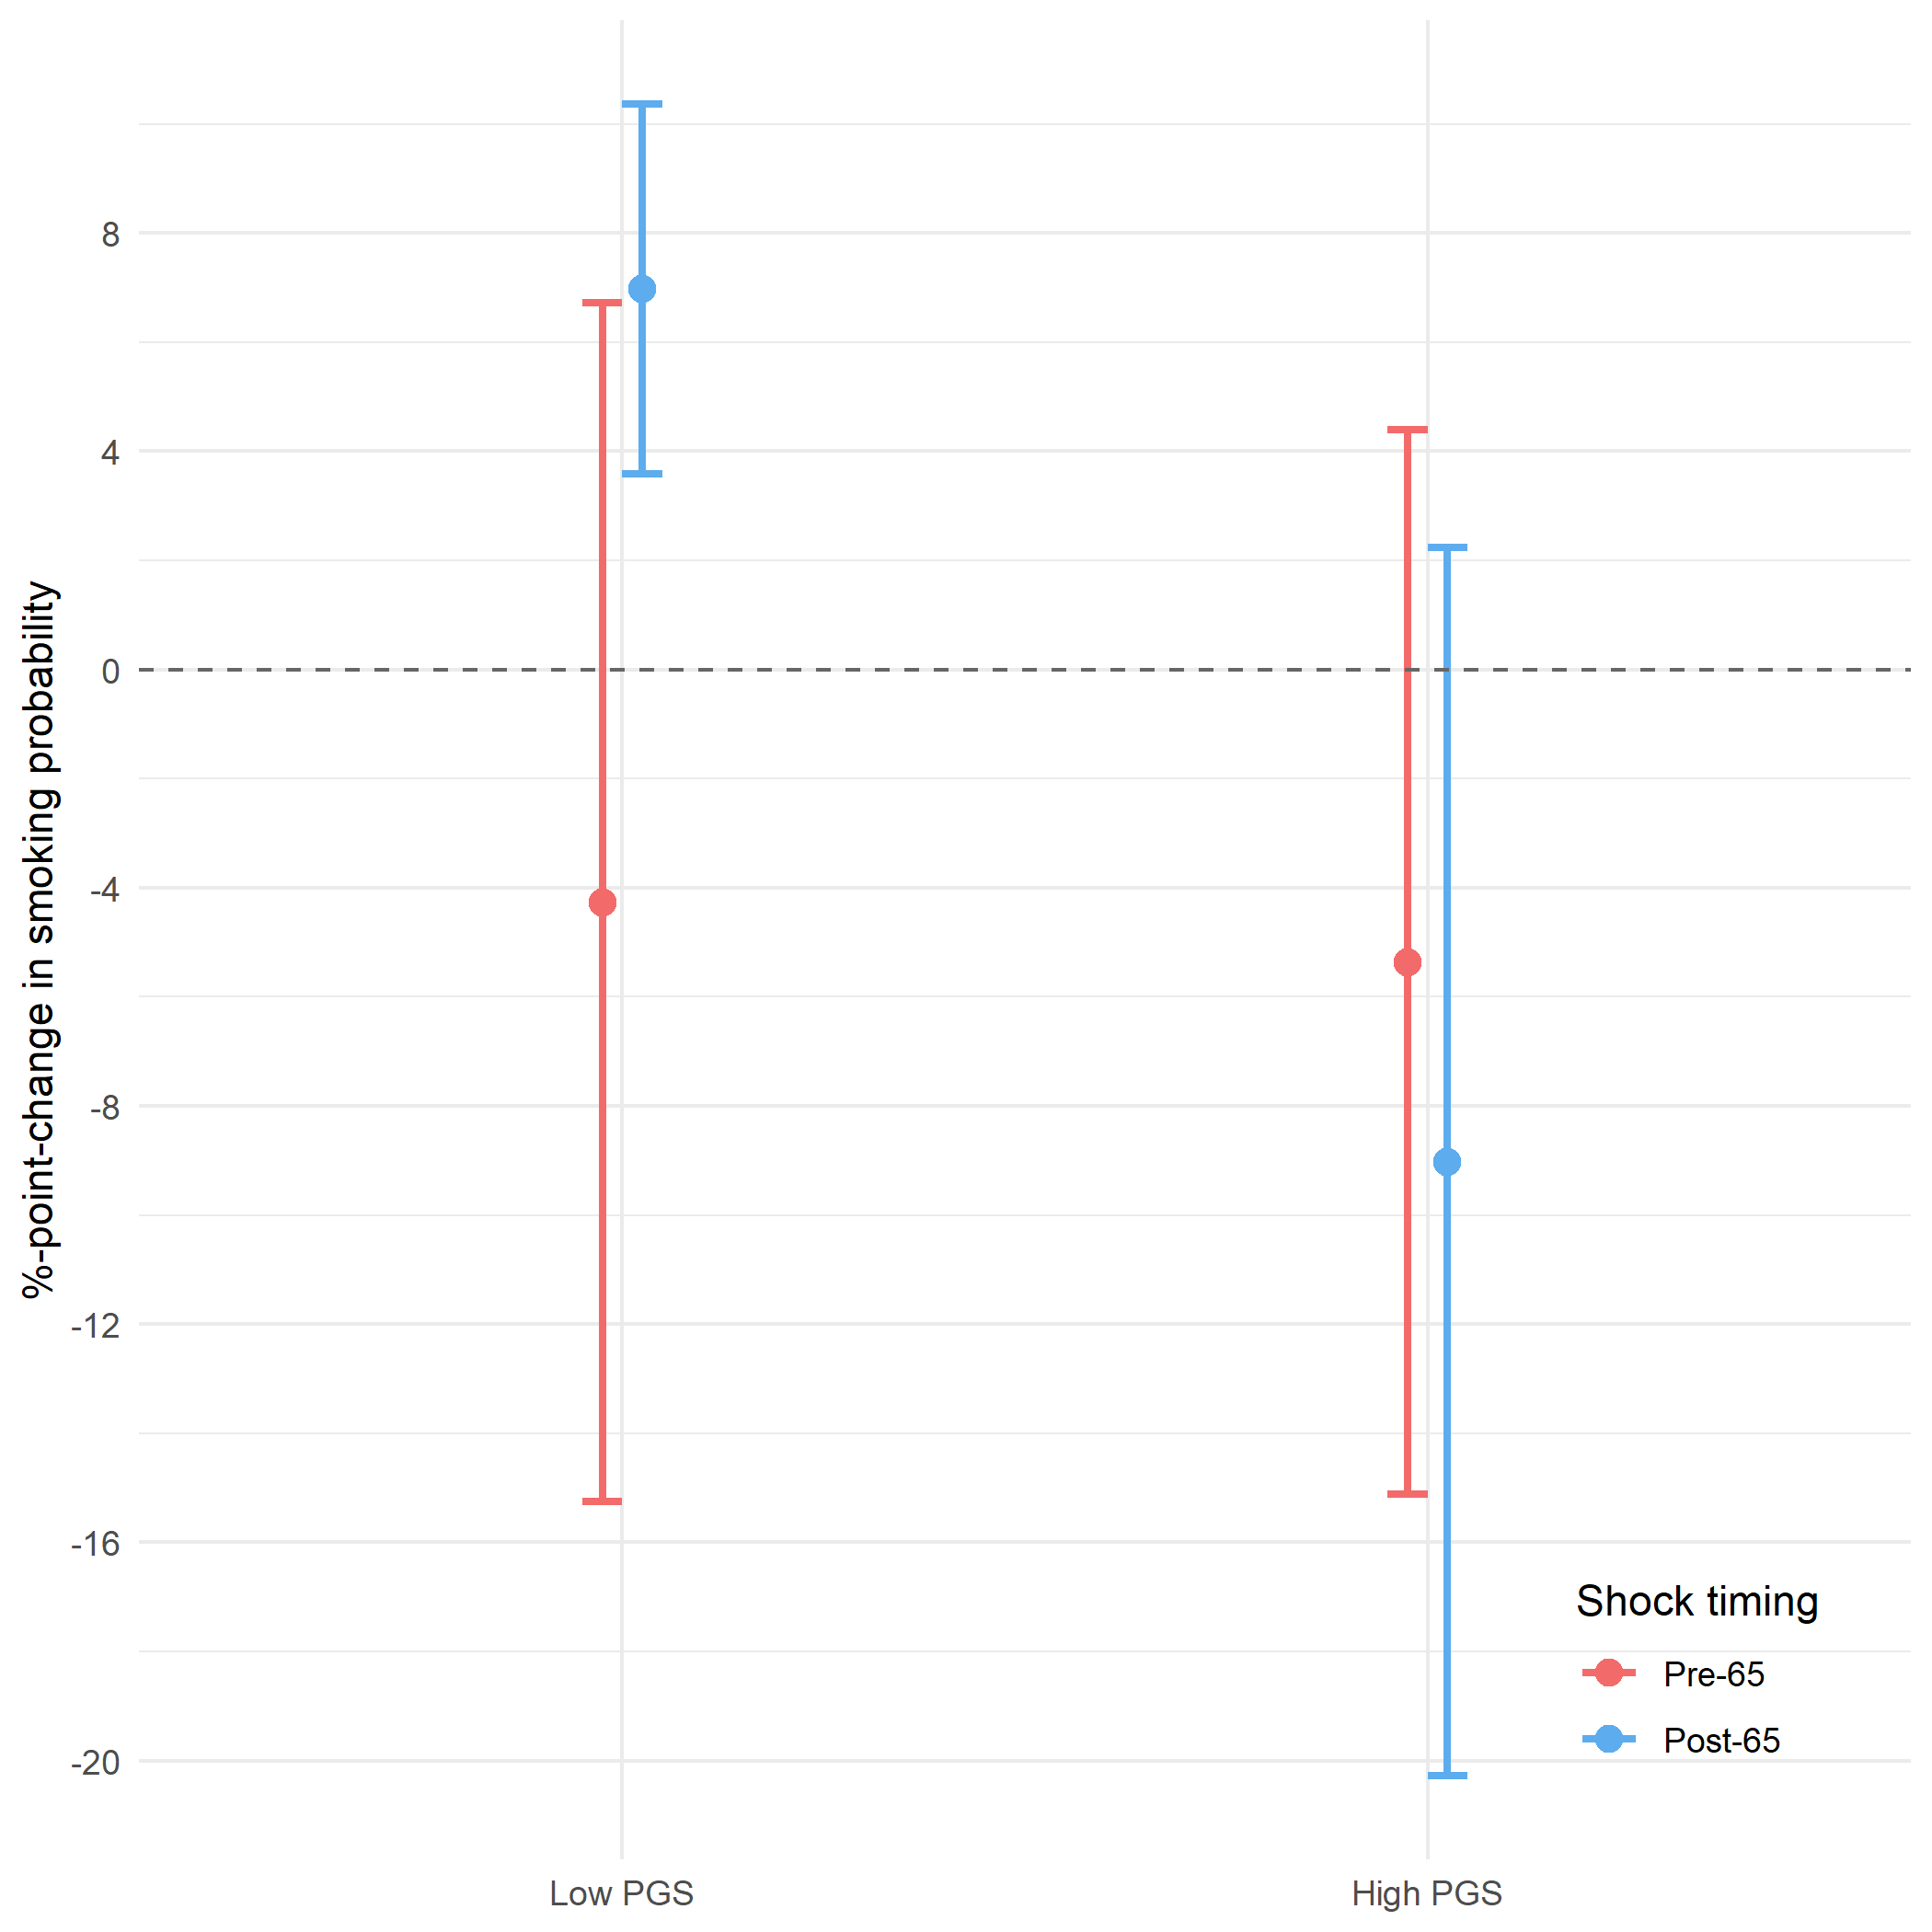 %-point-change in smoking probability
8
4
0
-4
-8
-12
-16
-20
Low PGS
High PGS
Shock timing
Pre-65
Post-65